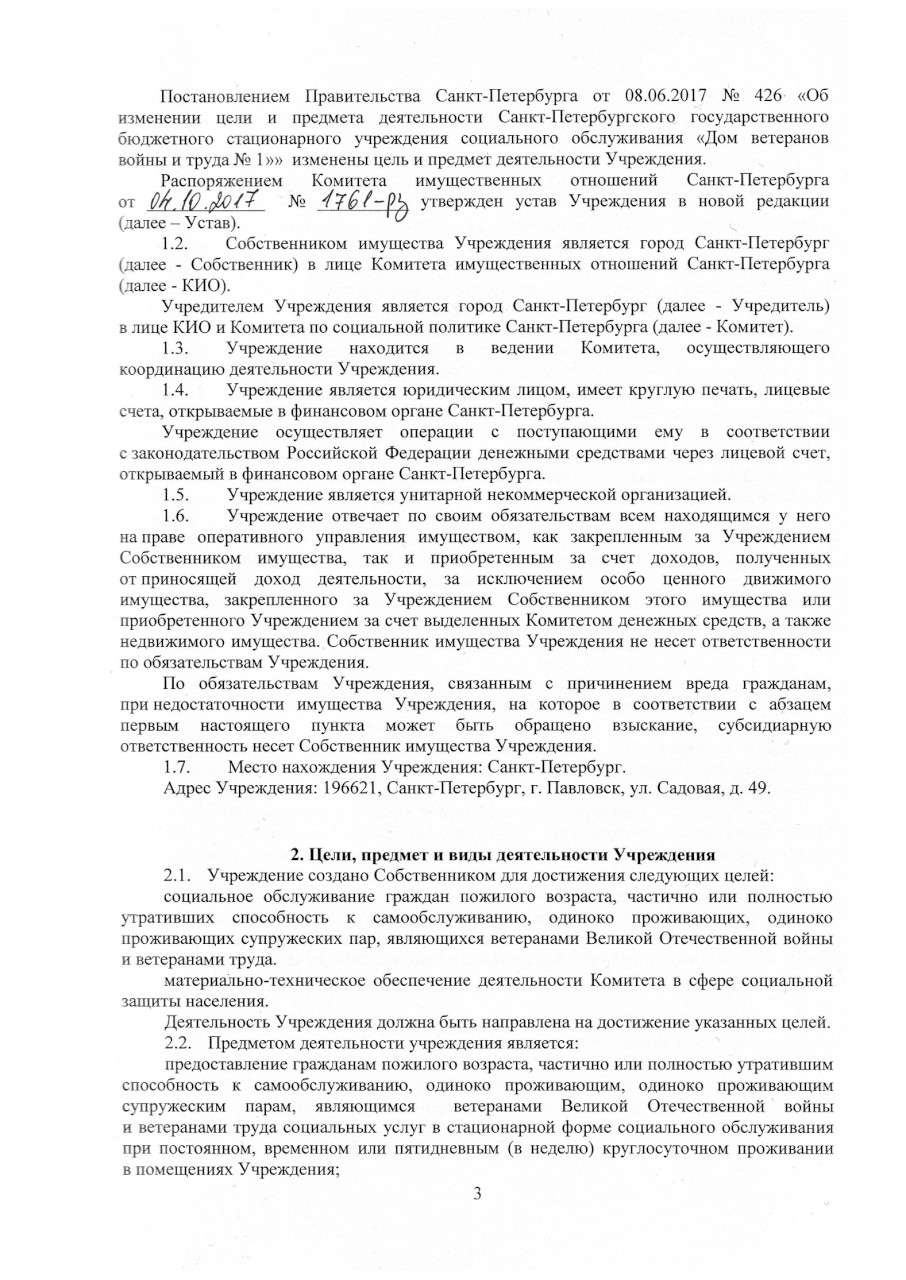 Постановлением Правительства Санкт-Петербурга от 08.06.2017 № 426 «Об
изменении цели и предмета деятельности Санкт-Петербургского государственного
бюджетного стационарного учреждения социального обслуживания «Дом ветеранов
войны и труда № 1»» изменены цель и предмет деятельности Учреждения.
Распоряжением Комитета имущественных отношений Санкт-Петербурга
от 04.10.2017 № 1761-рз утвержден устав Учреждения в новой редакции
(далее – Устав).
1.2. Собственником имущества Учреждения является город Санкт-Петербург
(далее - Собственник) в лице Комитета имущественных отношений Санкт-Петербурга
(далее - КИО).
Учредителем Учреждения является город Санкт-Петербург (далее - Учредитель)
в лице КИО и Комитета по социальной политике Санкт-Петербурга (далее - Комитет).
1.3. Учреждение находится в ведении Комитета, осуществляющего
координацию деятельности Учреждения.
1.4. Учреждение является юридическим лицом, имеет круглую печать, лицевые
счета, открываемые в финансовом органе Санкт-Петербурга.
Учреждение осуществляет операции с поступающими ему в соответствии
с законодательством Российской Федерации денежными средствами через лицевой счет,
открываемый в финансовом органе Санкт-Петербурга.
1.5. Учреждение является унитарной некоммерческой организацией.
1.6. Учреждение отвечает по своим обязательствам всем находящимся у него
на праве оперативного управления имуществом, как закрепленным за Учреждением
Собственником имущества, так и приобретенным за счет доходов, полученных
от приносящей доход деятельности, за исключением особо ценного движимого
имущества, закрепленного за Учреждением Собственником этого имущества или
приобретенного Учреждением за счет выделенных Комитетом денежных средств, а также
недвижимого имущества. Собственник имущества Учреждения не несет ответственности
по обязательствам Учреждения.
По обязательствам Учреждения, связанным с причинением вреда гражданам,
при недостаточности имущества Учреждения, на которое в соответствии с абзацем
первым настоящего пункта может быть обращено взыскание, субсидиарную
ответственность несет Собственник имущества Учреждения.
1.7. Место нахождения Учреждения: Санкт-Петербург.
Адрес Учреждения: 196621, Санкт-Петербург, г. Павловск, ул. Садовая, д. 49.
2. Цели, предмет и виды деятельности Учреждения
2.1. Учреждение создано Собственником для достижения следующих целей:
социальное обслуживание граждан пожилого возраста, частично или полностью
утративших способность к самообслуживанию, одиноко проживающих, одиноко
проживающих супружеских пар, являющихся ветеранами Великой Отечественной войны
и ветеранами труда.
материально-техническое обеспечение деятельности Комитета в сфере социальной
защиты населения.
Деятельность Учреждения должна быть направлена на достижение указанных целей.
2.2. Предметом деятельности учреждения является:
предоставление гражданам пожилого возраста, частично или полностью утратившим
способность к самообслуживанию, одиноко проживающим, одиноко проживающим
супружеским парам, являющимся ветеранами Великой Отечественной войны
и ветеранами труда социальных услуг в стационарной форме социального обслуживания
при постоянном, временном или пятидневным (в неделю) круглосуточном проживании
в помещениях Учреждения;
3